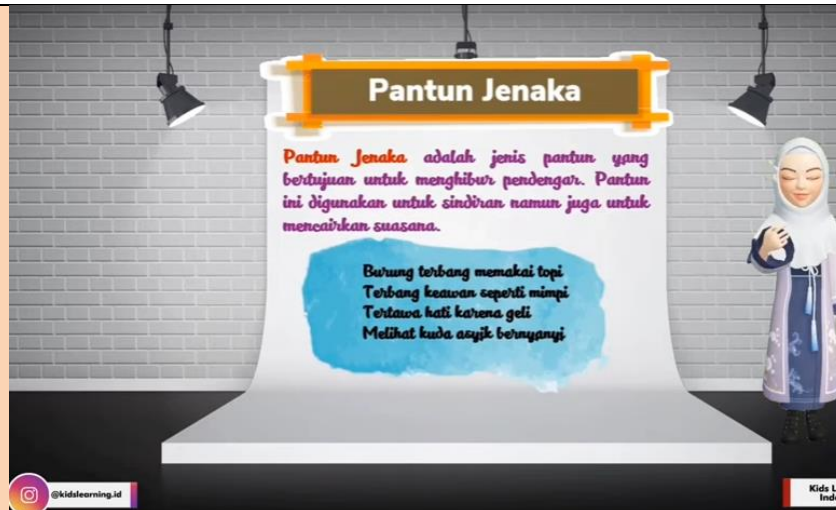 Pantun Jenaka
Pantun Jenaka adalah jenis pantun yang
bertujuan untuk menghibur pendengar. Pantun
ini digunakan untuk sindiran namun juga untuk
mencairkan suasana.
Burung terbang memakai topi
Terbang keawan seperti mimpi
Tertawa hati karena geli
Melihat kuda asyik bernyanyi
@kidslearning.id
Kids L
Ind